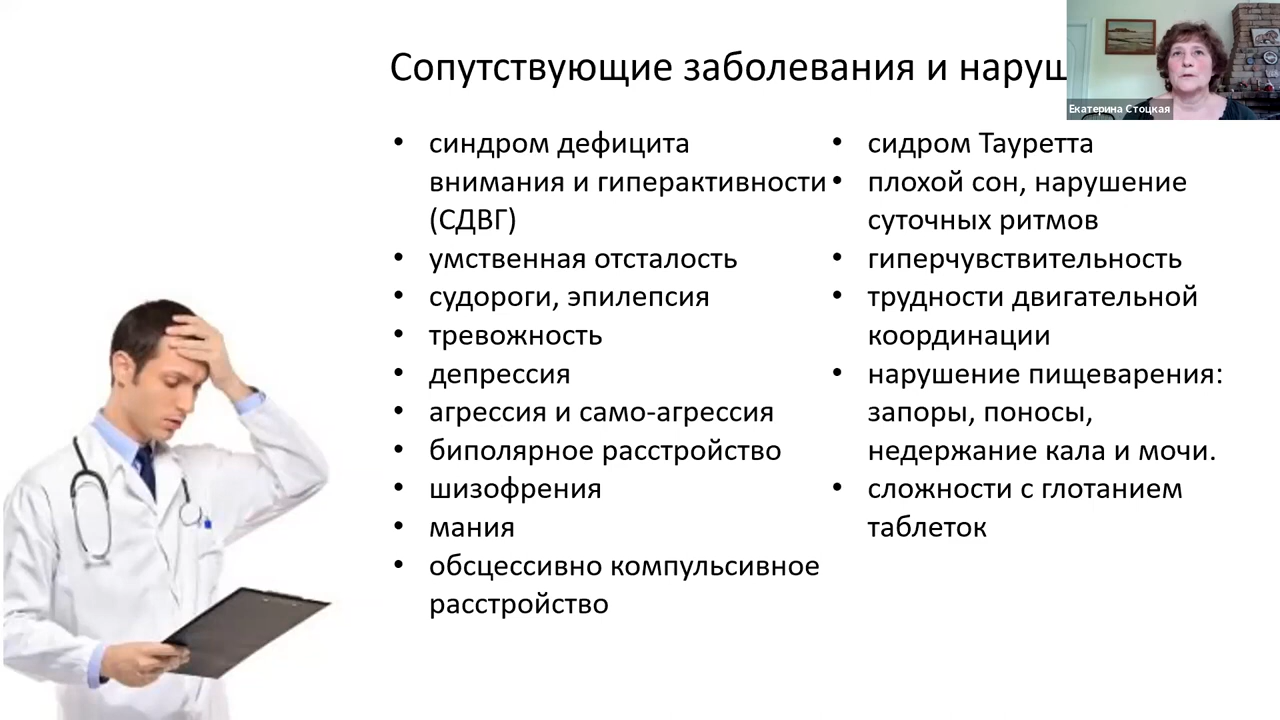 Сопутствующие заболевания и наруш
Екатерина Стоцкая
• синдром дефицита
внимания и гиперактивности
(СДВГ)
• умственная отсталость
• судороги, эпилепсия
• тревожность
• депрессия
• агрессия и само-агрессия
• биполярное расстройство
• шизофрения
• мания
• обсцессивно компульсивное
расстройство
• сидром Тауретта
• плохой сон, нарушение
суточных ритмов
• гиперчувствительность
• трудности двигательной
координации
• нарушение пищеварения:
запоры, поносы,
недержание кала и мочи.
• сложности с глотанием
таблеток